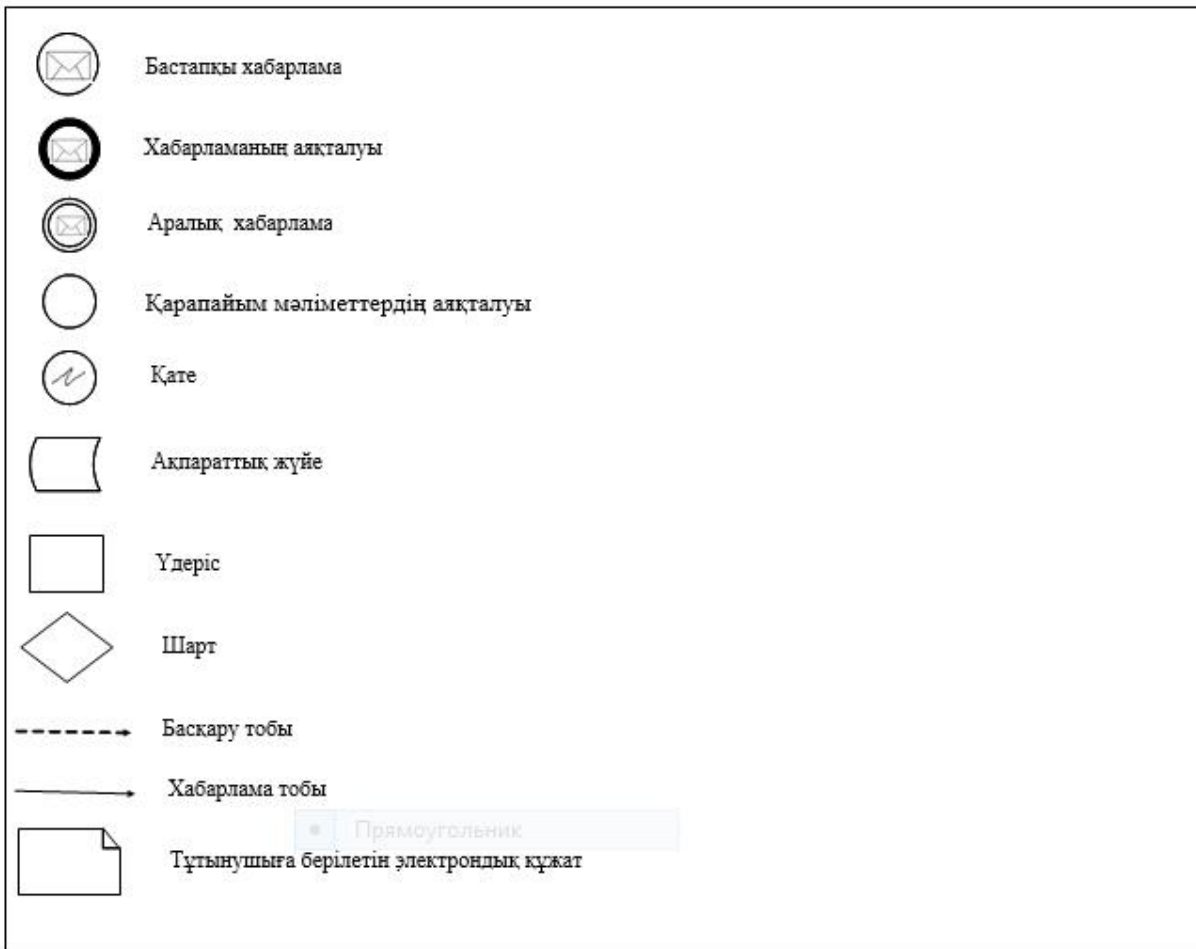 Бастапқы хабарлама
Хабарламаның аяқталуы
Аралық хабарлама
Қарапайым мәліметтердің аяқталуы
Қате
Ақпараттық жүйе
Үдеріс
Шарт
Басқару тобы
Хабарлама тобы
Прямоугольник
Тұтынушыға берілетін электрондық құжат